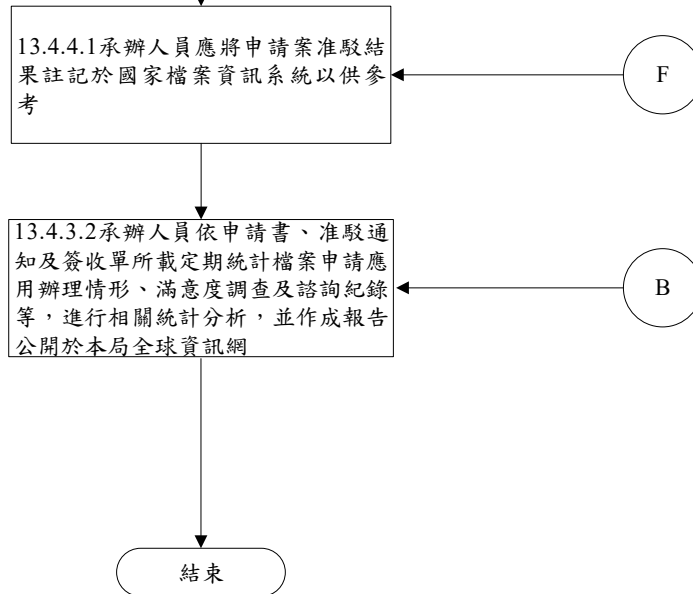 13.4.4.1承辦人員應將申請案准駁結
果註記於國家檔案資訊系統以供參
考
F
13.4.3.2承辦人員依申請書、准駁通
知及簽收單所載定期統計檔案申請應
用辦理情形、滿意度調查及諮詢紀錄
等，進行相關統計分析，並作成報告
公開於本局全球資訊網
B
結束